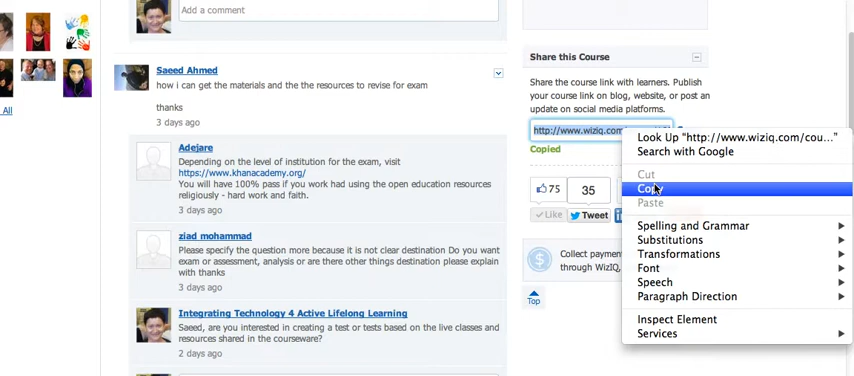 Add a comment
All
Saeed Ahmed
how i can get the materials and the the resources to revise for exam
thanks
3 days ago
Adejare
Depending on the level of institution for the exam, visit
https://www.khanacademy.org/
You will have 100% pass if you work had using the open education resources
religiously - hard work and faith.
3 days ago
ziad mohammad
Please specify the question more because it is not clear destination Do you want
exam or assessment, analysis or are there other things destination please explain
with thanks
3 days ago
Integrating Technology 4 Active Lifelong Learning
Saeed, are you interested in creating a test or tests based on the live classes and
resources shared in the courseware?
2 days ago
Share this Course
Share the course link with learners. Publish
your course link on blog, website, or post an
update on social media platforms.
http://www.wiziq.com
Copied
75
35
Like
Tweet
Collect payment
through WizIQ,
Top
Look Up "http://www.wiziq.com/cou..."
Search with Google
Cut
Copy
Paste
Spelling and Grammar
Substitutions
Transformations
Font
Speech
Paragraph Direction
Inspect Element
Services